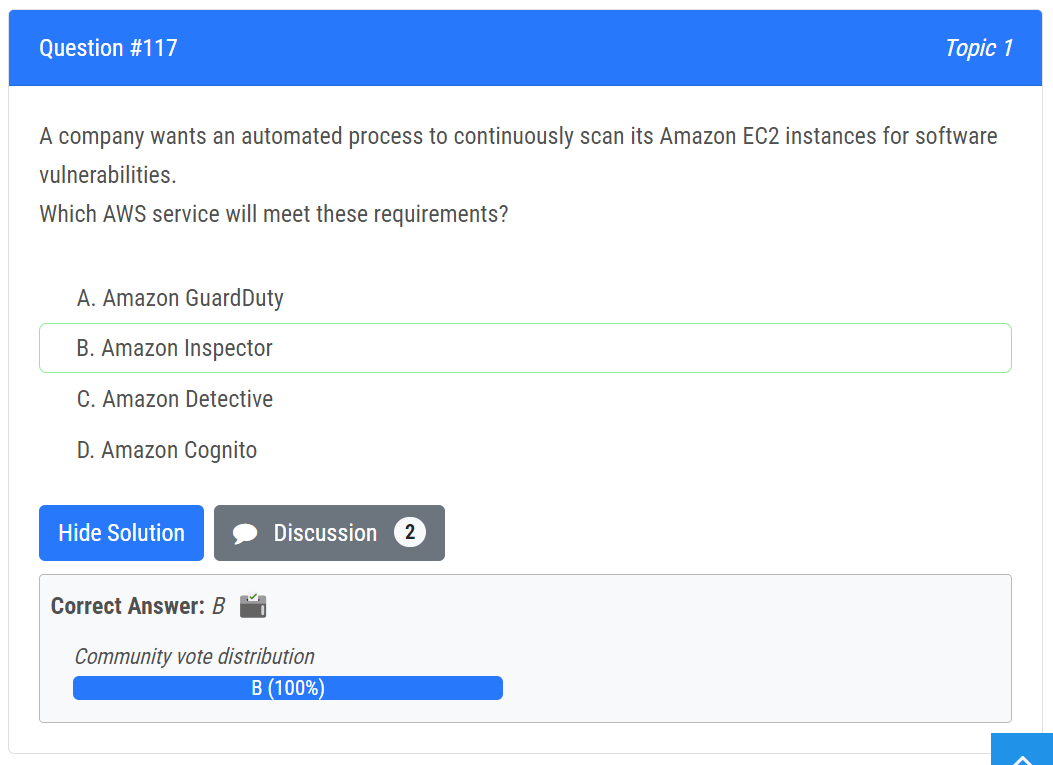 Question #117
Topic 1
A company wants an automated process to continuously scan its Amazon EC2 instances for software
vulnerabilities.
Which AWS service will meet these requirements?
A. Amazon GuardDuty
B. Amazon Inspector
C. Amazon Detective
D. Amazon Cognito
Hide Solution
Discussion 2
Correct Answer: B
Community vote distribution
B (100%)